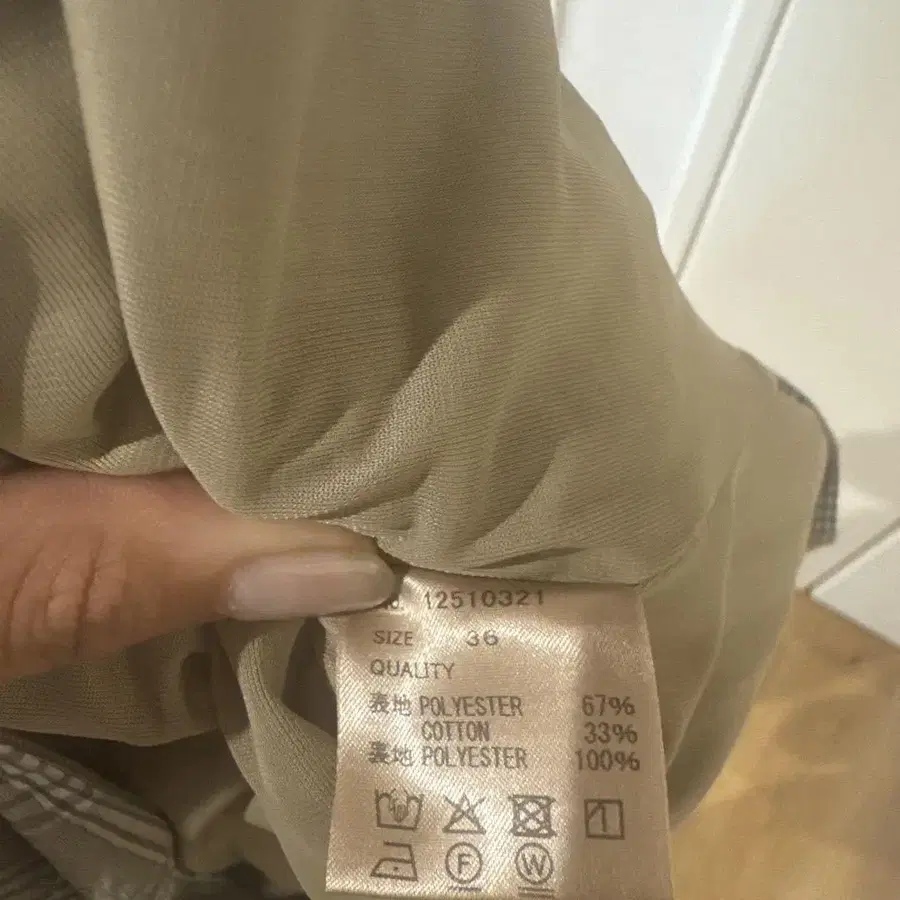 12510321
SIZE 36
QUALITY
表地 POLYESTER 67%
COTTON 33%
裏地 POLYESTER 100%
F W